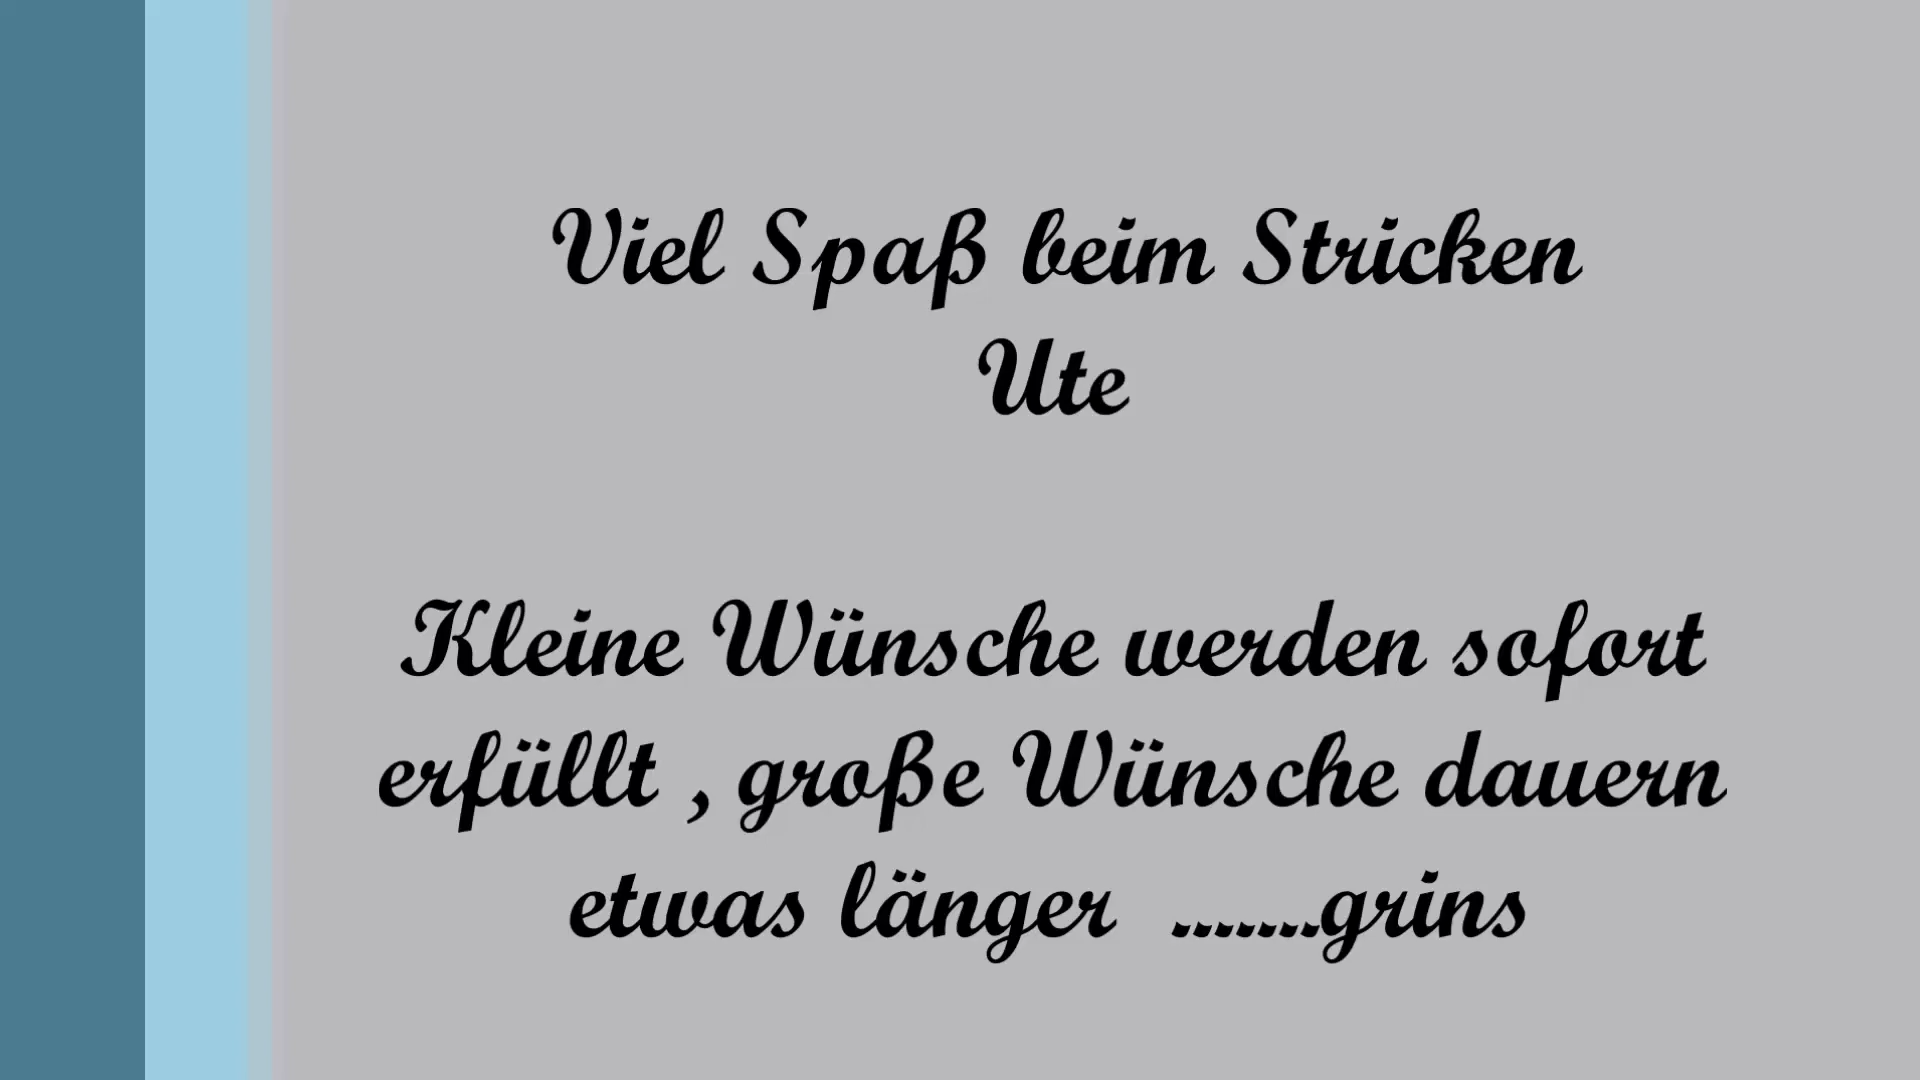 Viel Spaß beim Stricken
Ute
Kleine Wünsche werden sofort
erfüllt , große Wünsche dauern
etwas länger .......grins